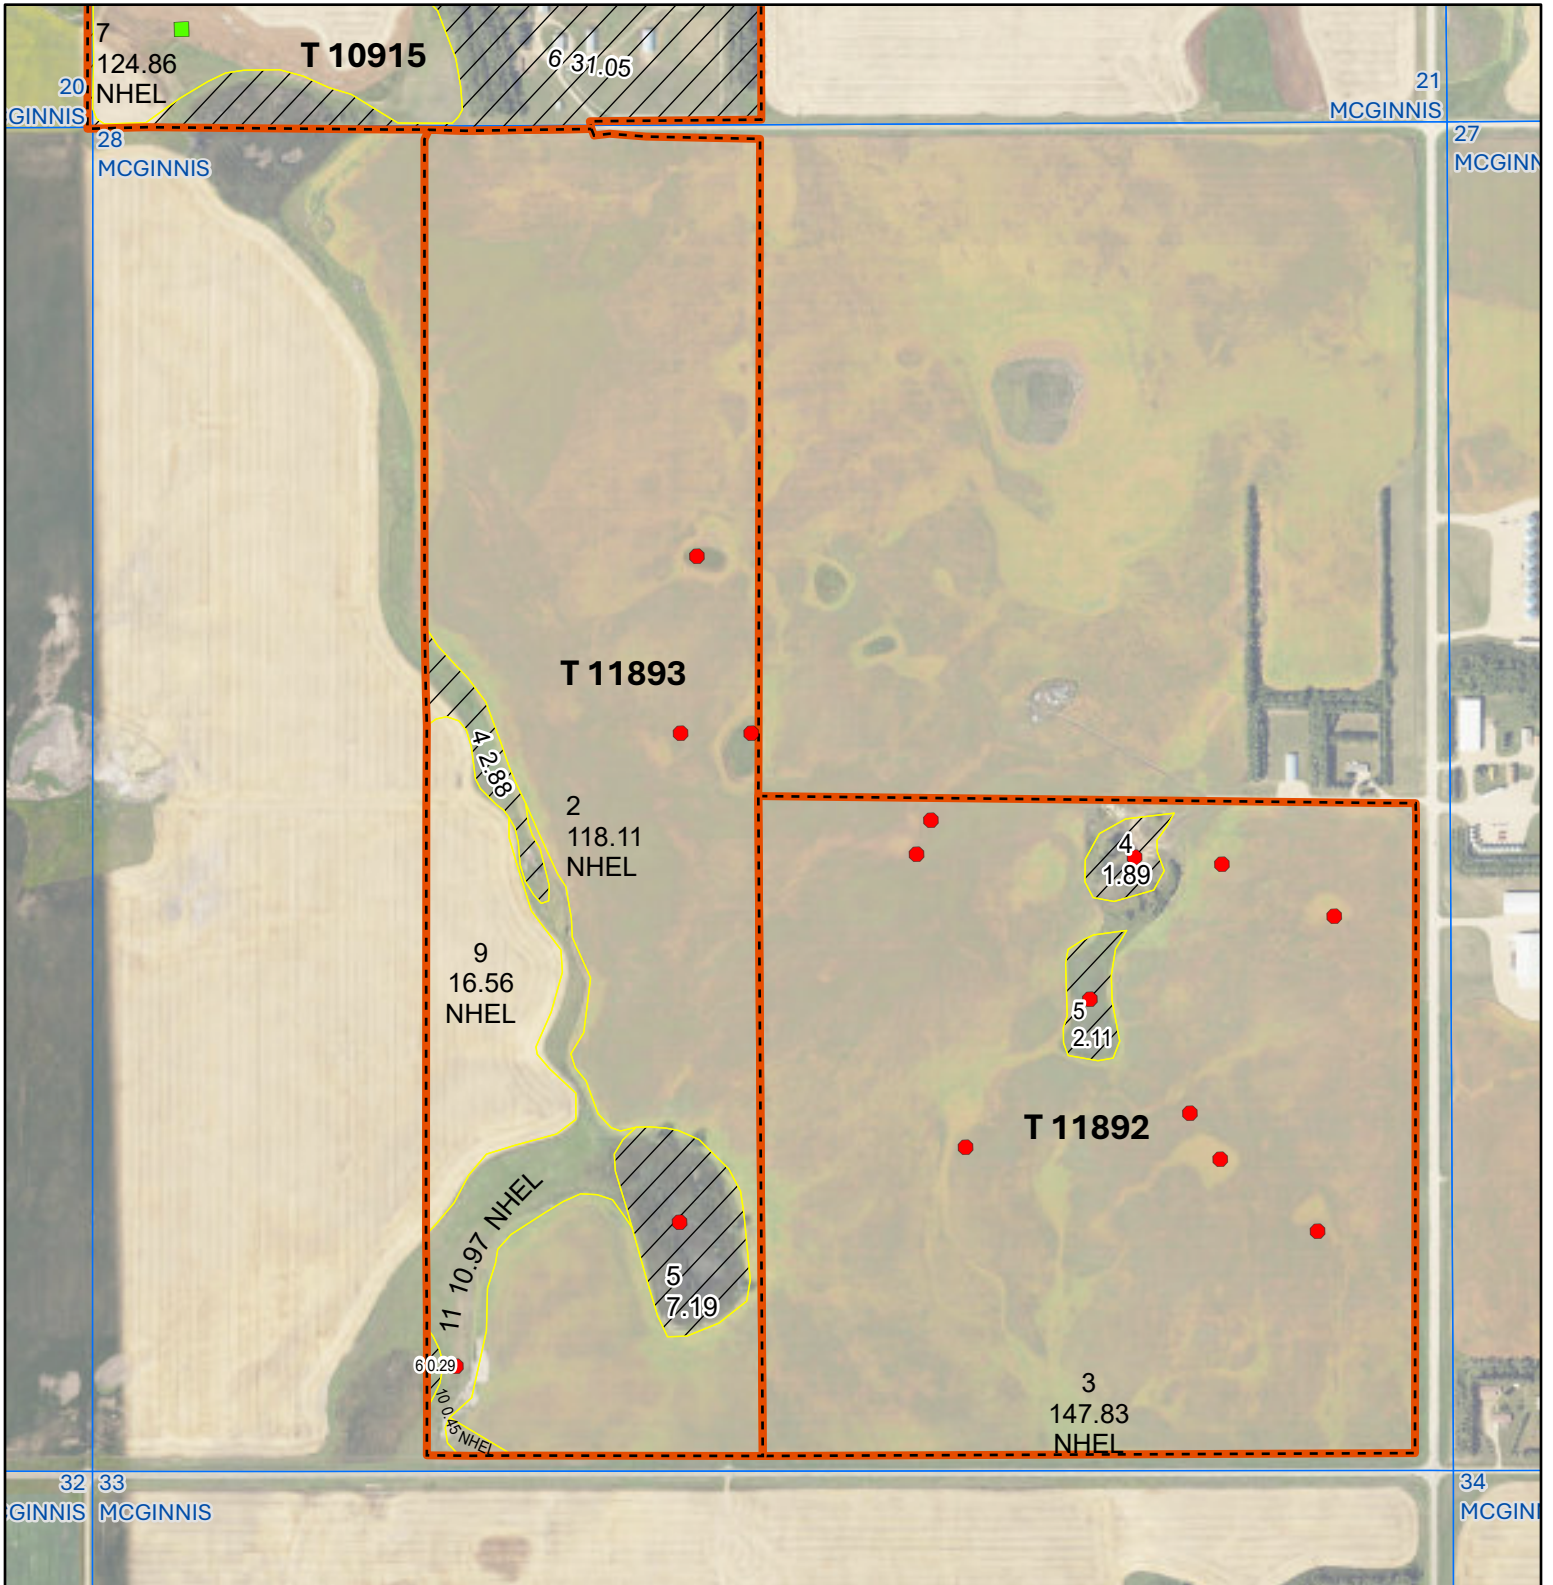 7
124.86
NHEL
T 10915
6 31.05
20
GINNIS
21
MCGINNIS
28
MCGINNIS
27
MCGINN
T 11893
4 2.88
2
118.11
NHEL
4
1.89
9
16.56
NHEL
5
2.11
T 11892
11 10.97 NHEL
5
7.19
6 0.29
10 0.45 NHEL
3
147.83
NHEL
32
GINNIS
33
MCGINNIS
34
MCGINI